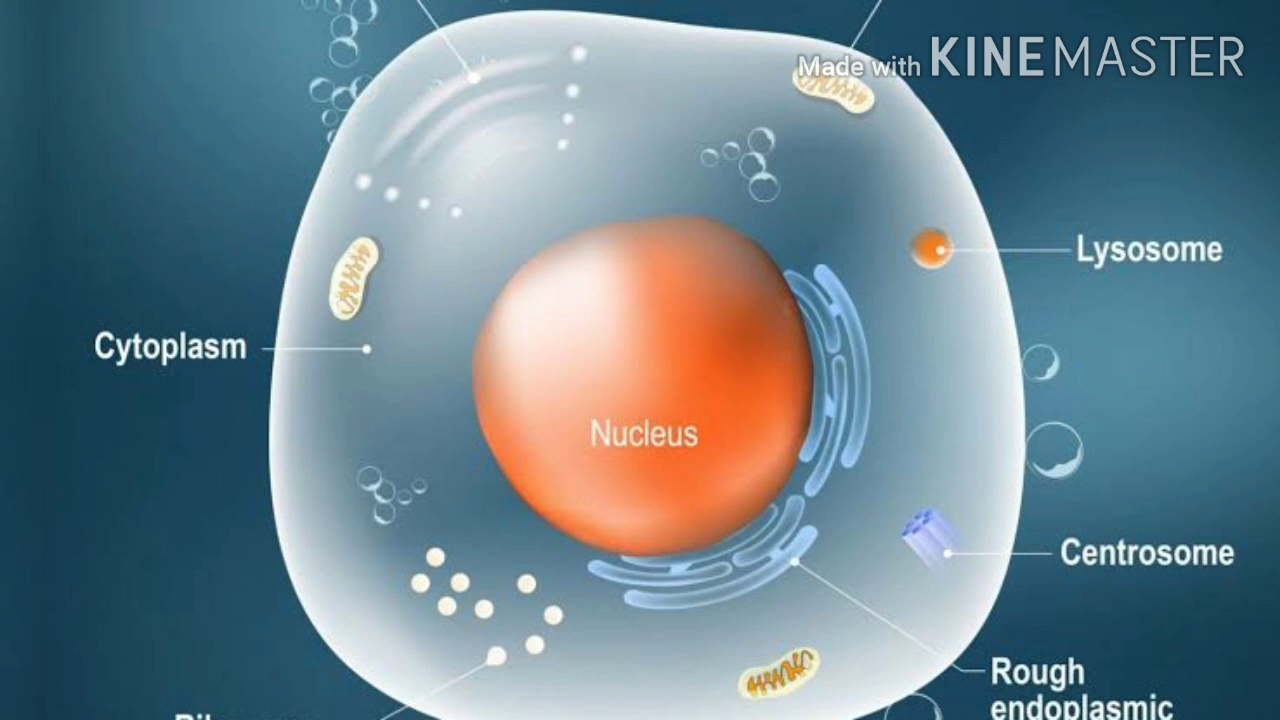 Made with KINEMASTER
Lysosome
Cytoplasm
Nucleus
Centrosome
Rough
endoplasmic